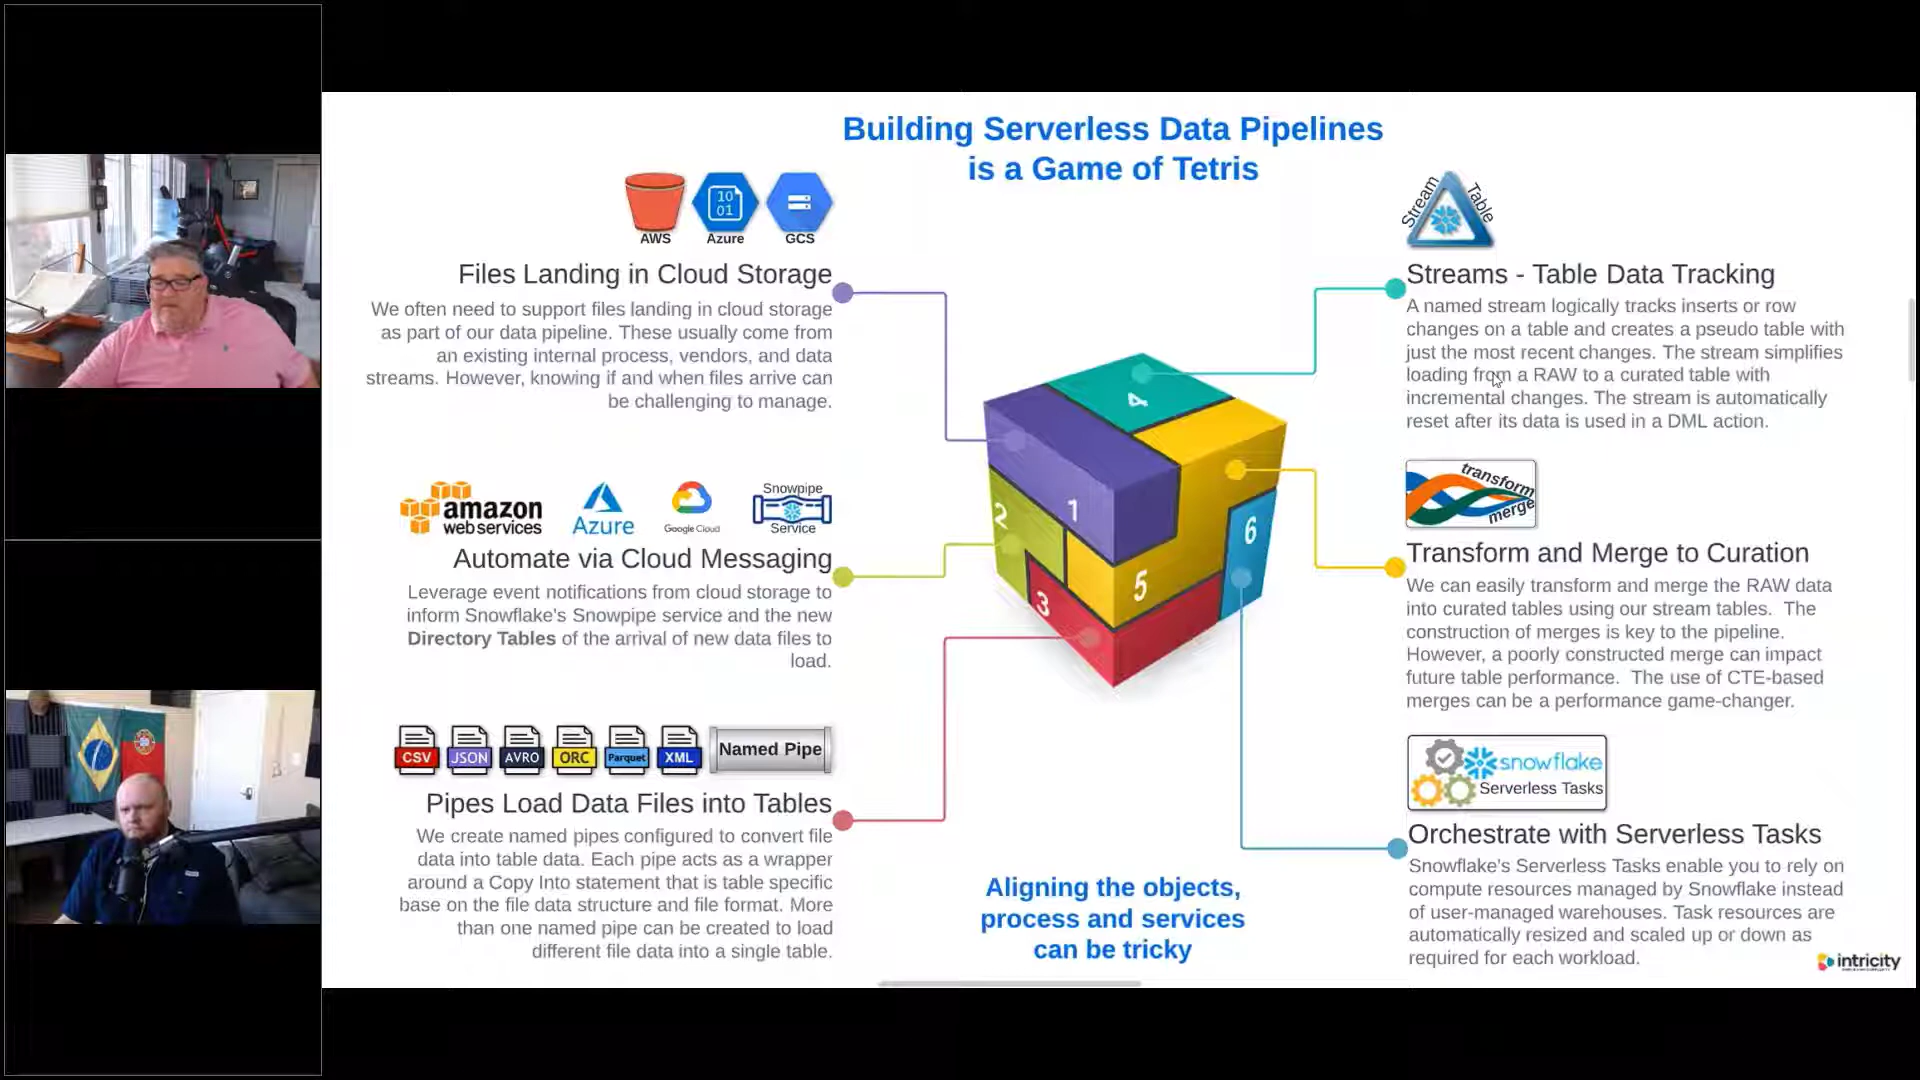 Building Serverless Data Pipelines
is a Game of Tetris
AWS
10
01
Azure
GCS
Files Landing in Cloud Storage
We often need to support files landing in cloud storage
as part of our data pipeline. These usually come from
an existing internal process, vendors, and data
streams. However, knowing if and when files arrive can
be challenging to manage.
amazon
web services
Azure
Google Cloud
Snowpipe
Service
Automate via Cloud Messaging
Leverage event notifications from cloud storage to
inform Snowflake's Snowpipe service and the new
Directory Tables of the arrival of new data files to
load.
CSV
JSON
AVRO
ORC
Parquet
XML
Named Pipe
Pipes Load Data Files into Tables
We create named pipes configured to convert file
data into table data. Each pipe acts as a wrapper
around a Copy Into statement that is table specific
base on the file data structure and file format. More
than one named pipe can be created to load
different file data into a single table.
4
1
2
6
5
3
Aligning the objects,
process and services
can be tricky
Stream
Table
Streams - Table Data Tracking
A named stream logically tracks inserts or row
changes on a table and creates a pseudo table with
just the most recent changes. The stream simplifies
loading from a RAW to a curated table with
incremental changes. The stream is automatically
reset after its data is used in a DML action.
transform
merge
Transform and Merge to Curation
We can easily transform and merge the RAW data
into curated tables using our stream tables. The
construction of merges is key to the pipeline.
However, a poorly constructed merge can impact
future table performance. The use of CTE-based
merges can be a performance game-changer.
snowflake
Serverless Tasks
Orchestrate with Serverless Tasks
Snowflake's Serverless Tasks enable you to rely on
compute resources managed by Snowflake instead
of user-managed warehouses. Task resources are
automatically resized and scaled up or down as
required for each workload.
intricity